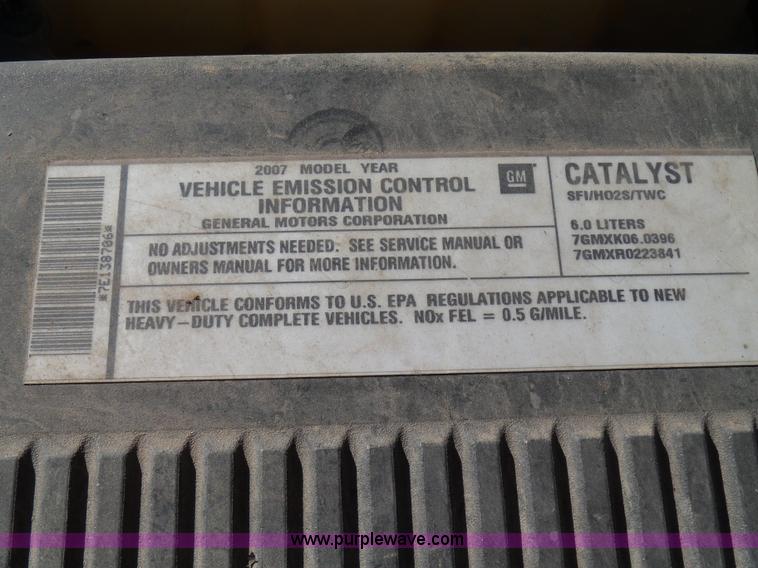 *7E138706*
2007 MODEL YEAR
VEHICLE EMISSION CONTROL
INFORMATION
GENERAL MOTORS CORPORATION
GM
CATALYST
SFI/HO2S/TWC
NO ADJUSTMENTS NEEDED. SEE SERVICE MANUAL OR
OWNERS MANUAL FOR MORE INFORMATION.
6.0 LITERS
7GMXK06.0396
7GMXR0223841
THIS VEHICLE CONFORMS TO U.S. EPA REGULATIONS APPLICABLE TO NEW
HEAVY-DUTY COMPLETE VEHICLES. NOx FEL = 0.5 G/MILE.
www.purplewave.com